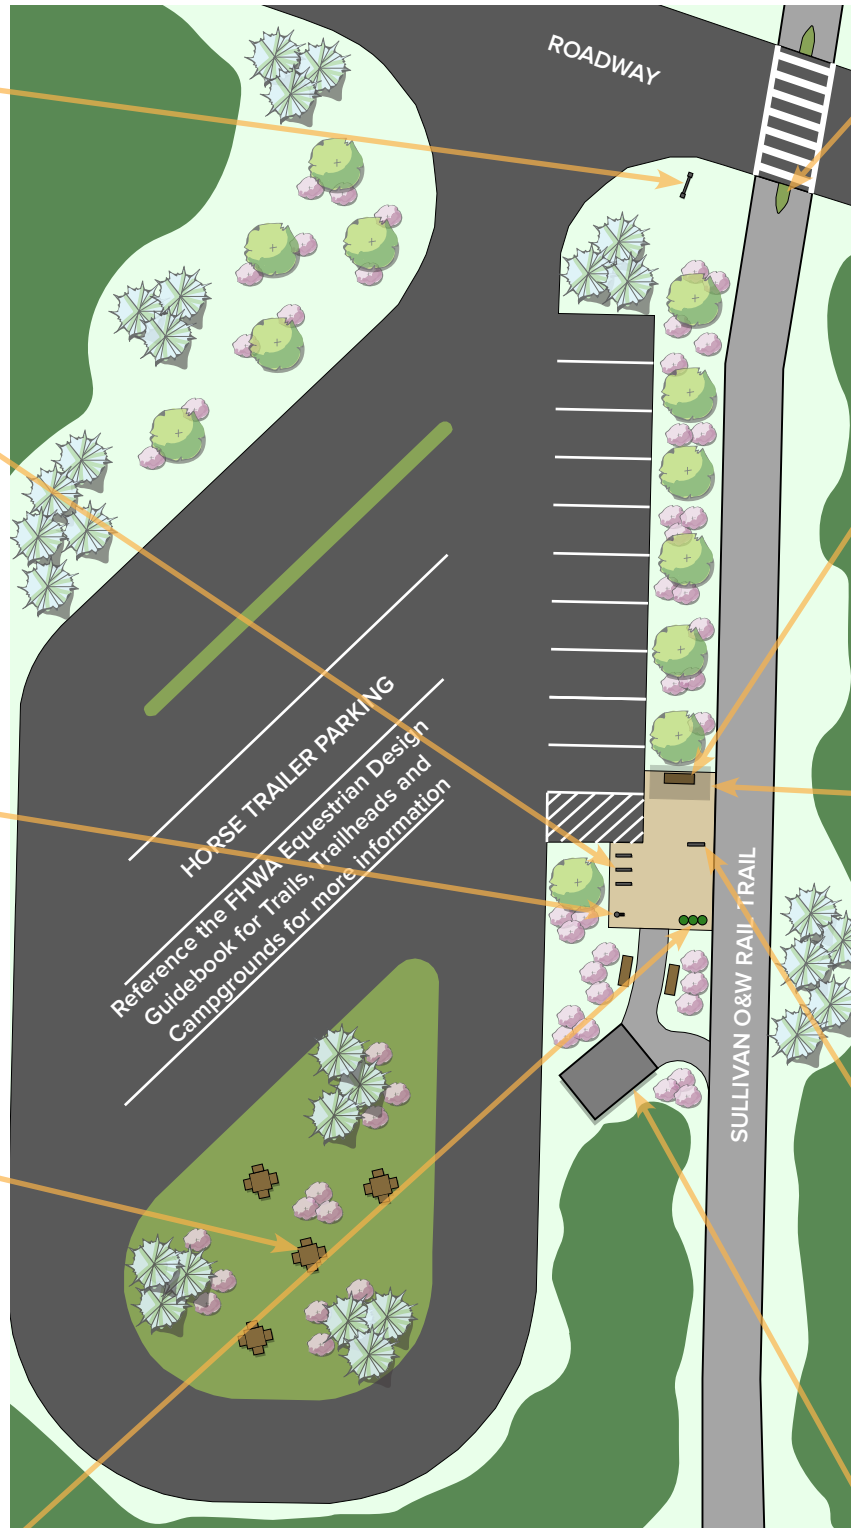 ROADWAY
HORSE TRAILER PARKING
Reference the FHWA Equestrian Design
Guidebook for Trails, Trailheads and
Campgrounds for more information
SULLIVAN O&W RAIL TRAIL